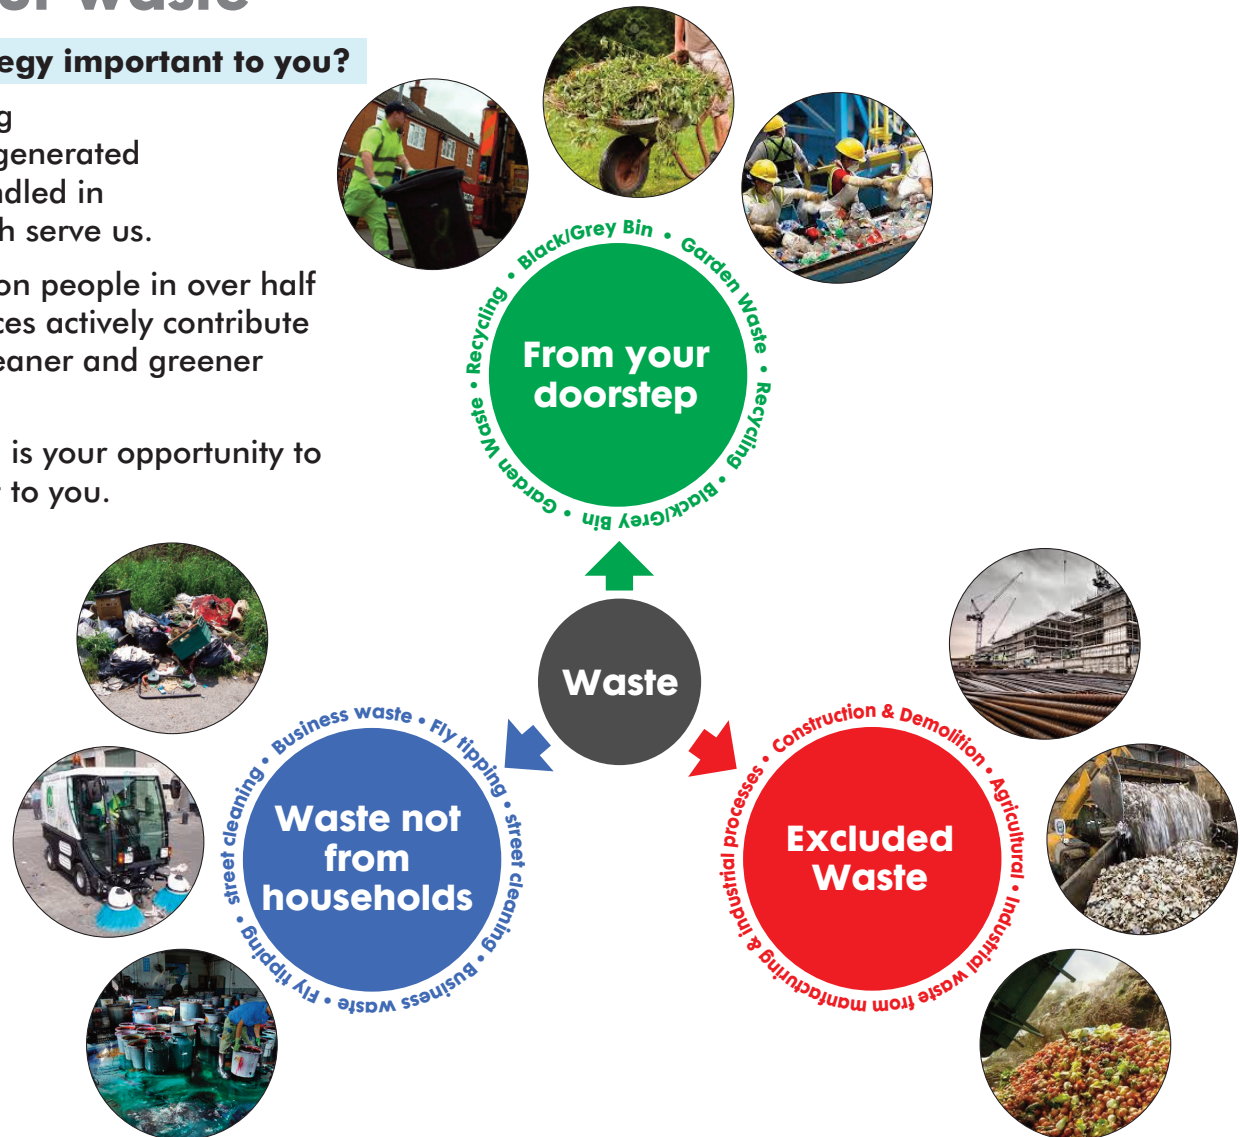 or waste
egy important to you?
g
generated
ndled in
h serve us.
on people in over half
ces actively contribute
eaner and greener
is your opportunity to
to you.
Black/Grey Bin • Garden Waste • Recycling • Black/Grey Bin • Garden Waste • Recycling •
From your
doorstep
Waste
Business waste • Fly tipping • street cleaning • Business waste • Fly tipping • street cleaning •
Waste not
from
households
Construction & Demolition • Agricultural • Industrial waste from manfacturing & industrial processes •
Excluded
Waste